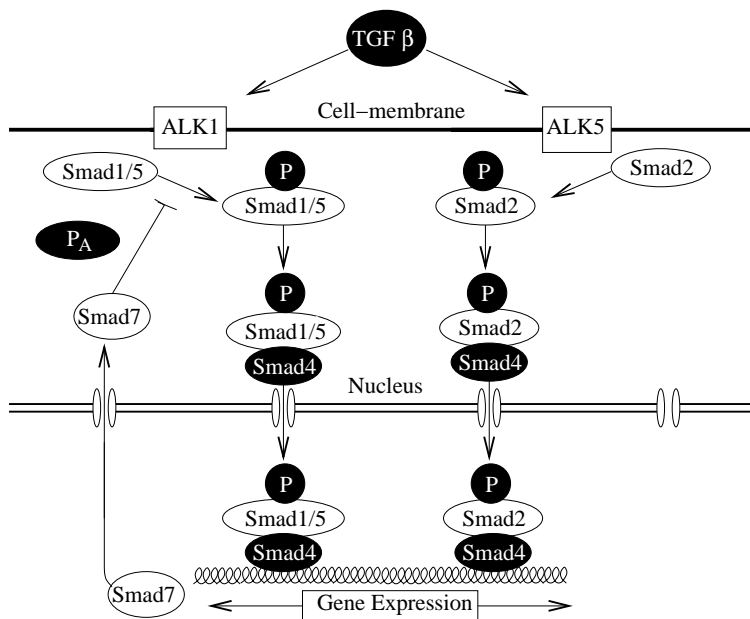 TGF β
Cell-membrane
ALK1
ALK5
Smad1/5
P
P
Smad2
Smad1/5
Smad2
P_A
P
P
Smad7
Smad1/5
Smad2
Smad4
Smad4
Nucleus
P
P
Smad1/5
Smad2
Smad4
Smad4
Smad7
Gene Expression